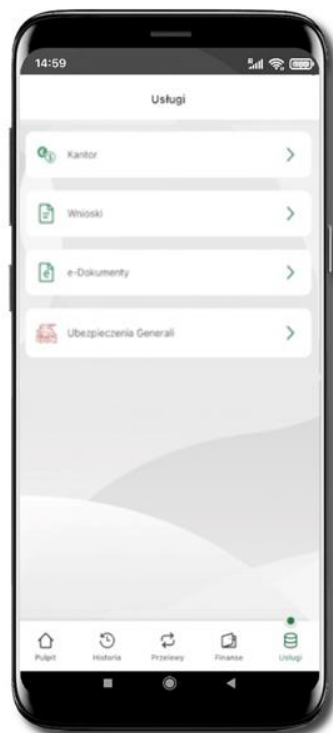 14:59
Usługi
Kantor
Wnioski
e-Dokumenty
Ubezpieczenia Generali
Pulpit
Historia
Przelewy
Finanse
Usługi